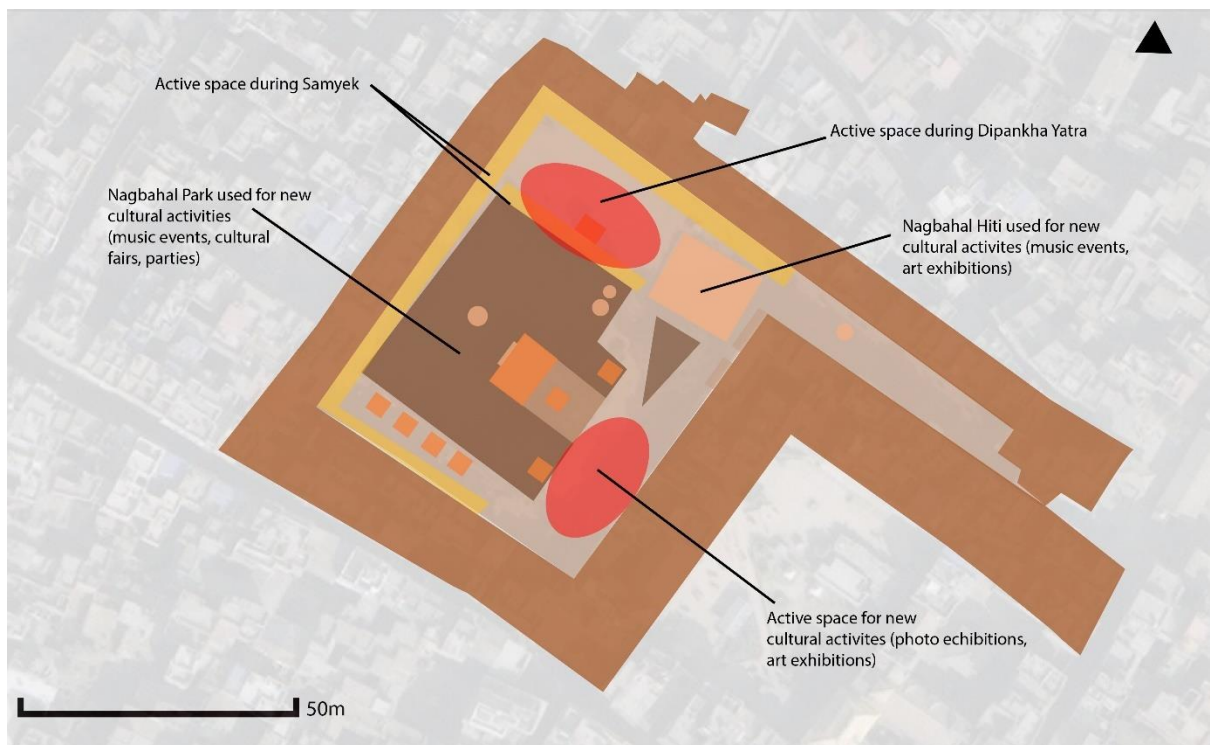 Active space during Samyek
Active space during Dipankha Yatra
Nagbahal Park used for new
cultural activities
(music events, cultural
fairs, parties)
Nagbahal Hiti used for new
cultural activites (music events,
art exhibitions)
Active space for new
cultural activites (photo echibitions,
art exhibitions)
50m